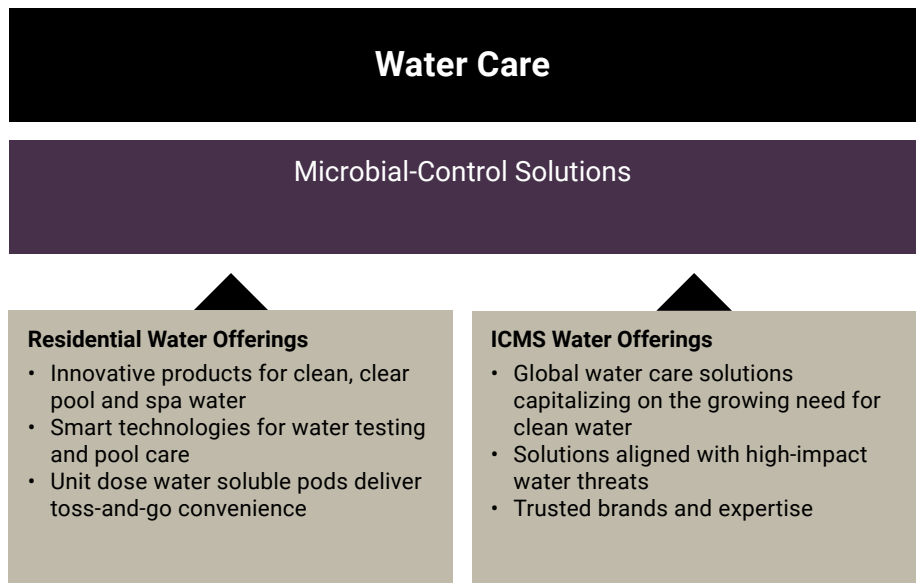 Water Care
Microbial-Control Solutions
Residential Water Offerings
• Innovative products for clean, clear
pool and spa water
• Smart technologies for water testing
and pool care
• Unit dose water soluble pods deliver
toss-and-go convenience
ICMS Water Offerings
• Global water care solutions
capitalizing on the growing need for
clean water
• Solutions aligned with high-impact
water threats
• Trusted brands and expertise